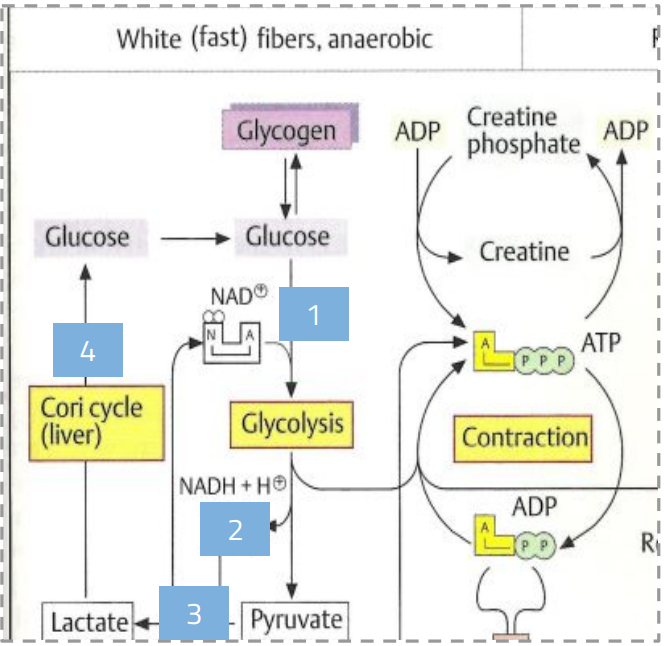 White (fast) fibers, anaerobic
Glycogen
ADP
Creatine
phosphate
ADP
Glucose
Glucose
Creatine
NAD⊕
1
N A
A
P P P
ATP
4
Cori cycle
(liver)
Glycolysis
Contraction
NADH + H⊕
2
ADP
A
P P
Lactate
3
Pyruvate